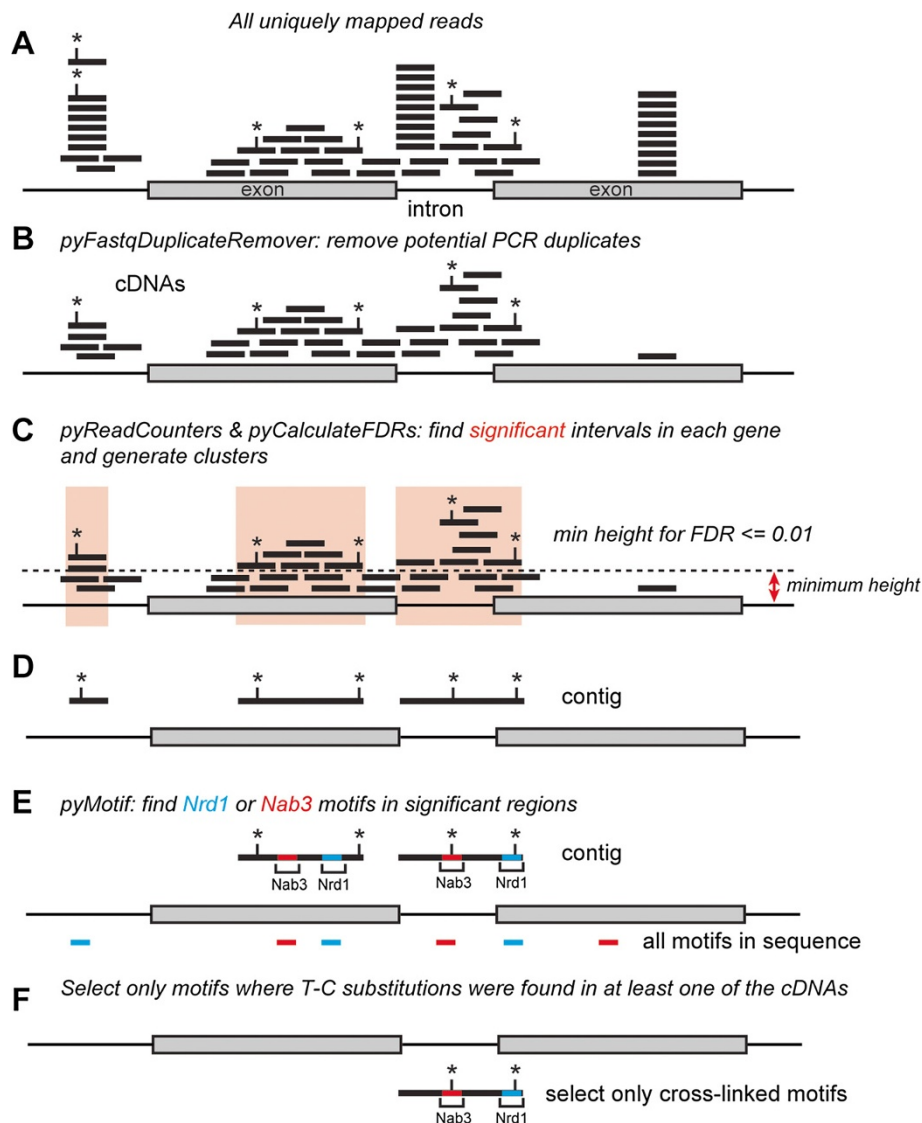 All uniquely mapped reads
A
*
*
*
*
*
*
exon
exon
intron
B
pyFastqDuplicateRemover: remove potential PCR duplicates
cDNAs
*
*
*
*
*
C
pyReadCounters & pyCalculateFDRs: find significant intervals in each gene
and generate clusters
*
*
*
*
*
min height for FDR <= 0.01
minimum height
D
*
*
*
*
*
contig
E
pyMotif: find Nrd1 or Nab3 motifs in significant regions
*
*
*
*
contig
Nab3
Nrd1
Nab3
Nrd1
all motifs in sequence
F
Select only motifs where T-C substitutions were found in at least one of the cDNAs
*
*
select only cross-linked motifs
Nab3
Nrd1